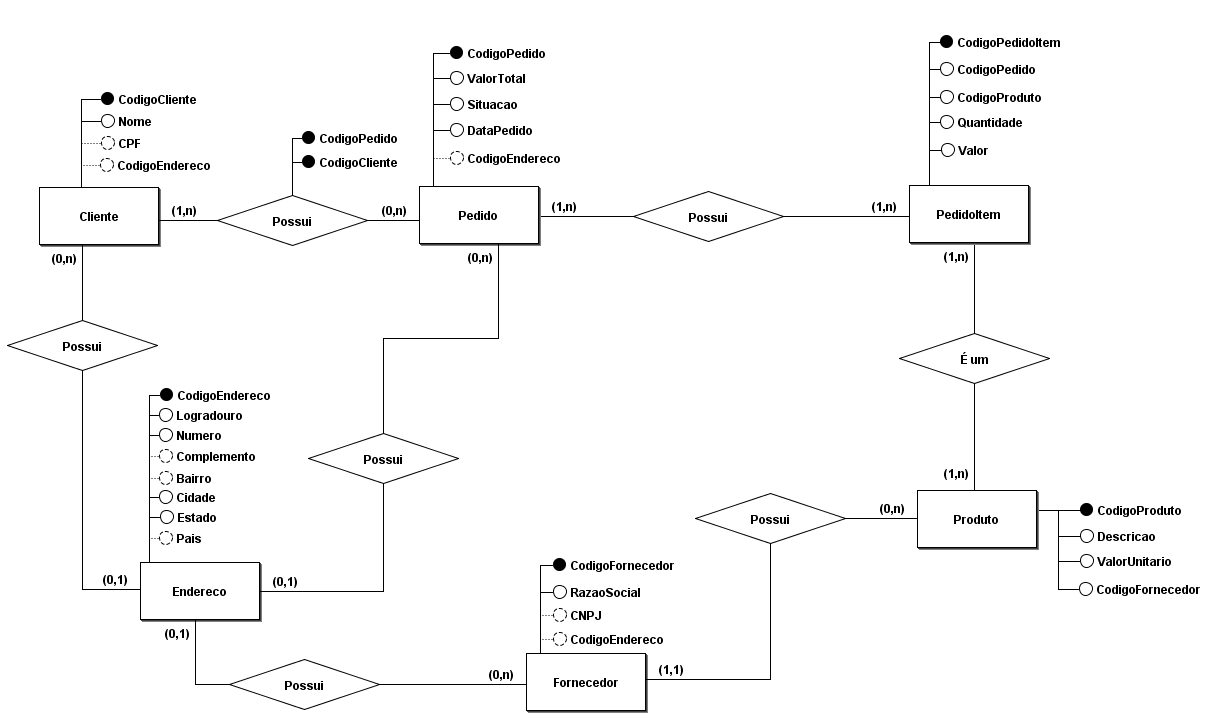 CodigoCliente
Nome
CPF
CodigoEndereco
Cliente
(1,n)
(0,n)
CodigoPedido
CodigoCliente
Possui
(0,n)
CodigoPedido
ValorTotal
Situacao
DataPedido
CodigoEndereco
Pedido
(1,n)
(0,n)
Possui
(1,n)
CodigoPedidoItem
CodigoPedido
CodigoProduto
Quantidade
Valor
PedidoItem
(1,n)
É um
(1,n)
Possui
(0,1)
CodigoEndereco
Logradouro
Numero
Complemento
Bairro
Cidade
Estado
Pais
Endereco
(0,1)
(0,1)
Possui
Possui
(0,n)
CodigoFornecedor
RazaoSocial
CNPJ
CodigoEndereco
Fornecedor
(1,1)
Possui
(0,n)
Produto
CodigoProduto
Descricao
ValorUnitario
CodigoFornecedor